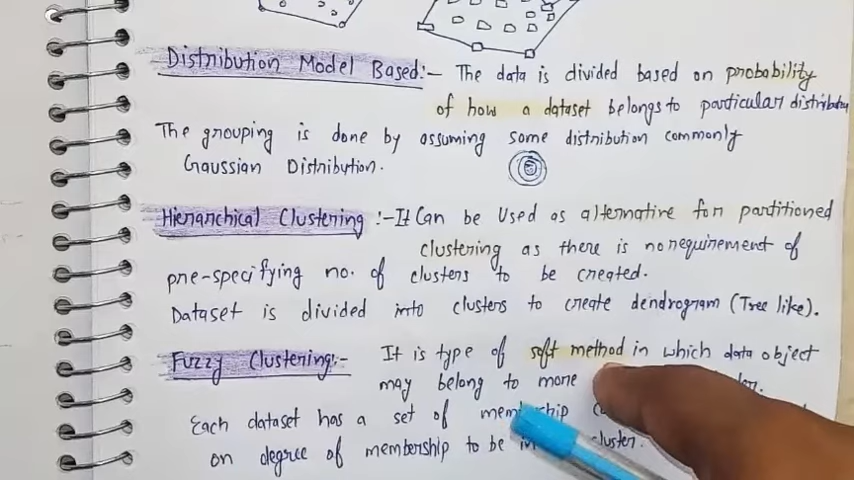 Distribution Model Based:- The data is divided based on probability
of how a dataset belongs to particular distribution
The grouping is done by assuming some distribution commonly
Gaussian Distribution.
Hierarchical Clustering :- It Can be Used as alternative for partitioned
clustering as there is no requirement of
pre-specifying no. of clusters to be created.
Dataset is divided into clusters to create dendrogram (Tree like).
Fuzzy Clustering:- It is type of soft method in which data object
may belong to more
Each dataset has a set of membership
on degree of membership to be in cluster.